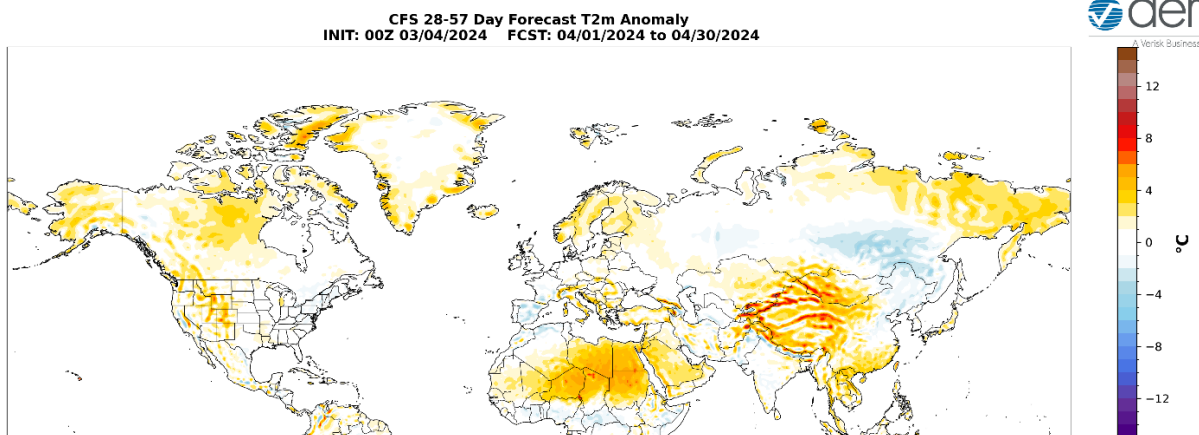 CFS 28-57 Day Forecast T2m Anomaly
INIT: 00Z 03/04/2024    FCST: 04/01/2024 to 04/30/2024
aer
A Verisk Business
12
8
4
0
−4
−8
−12
°C